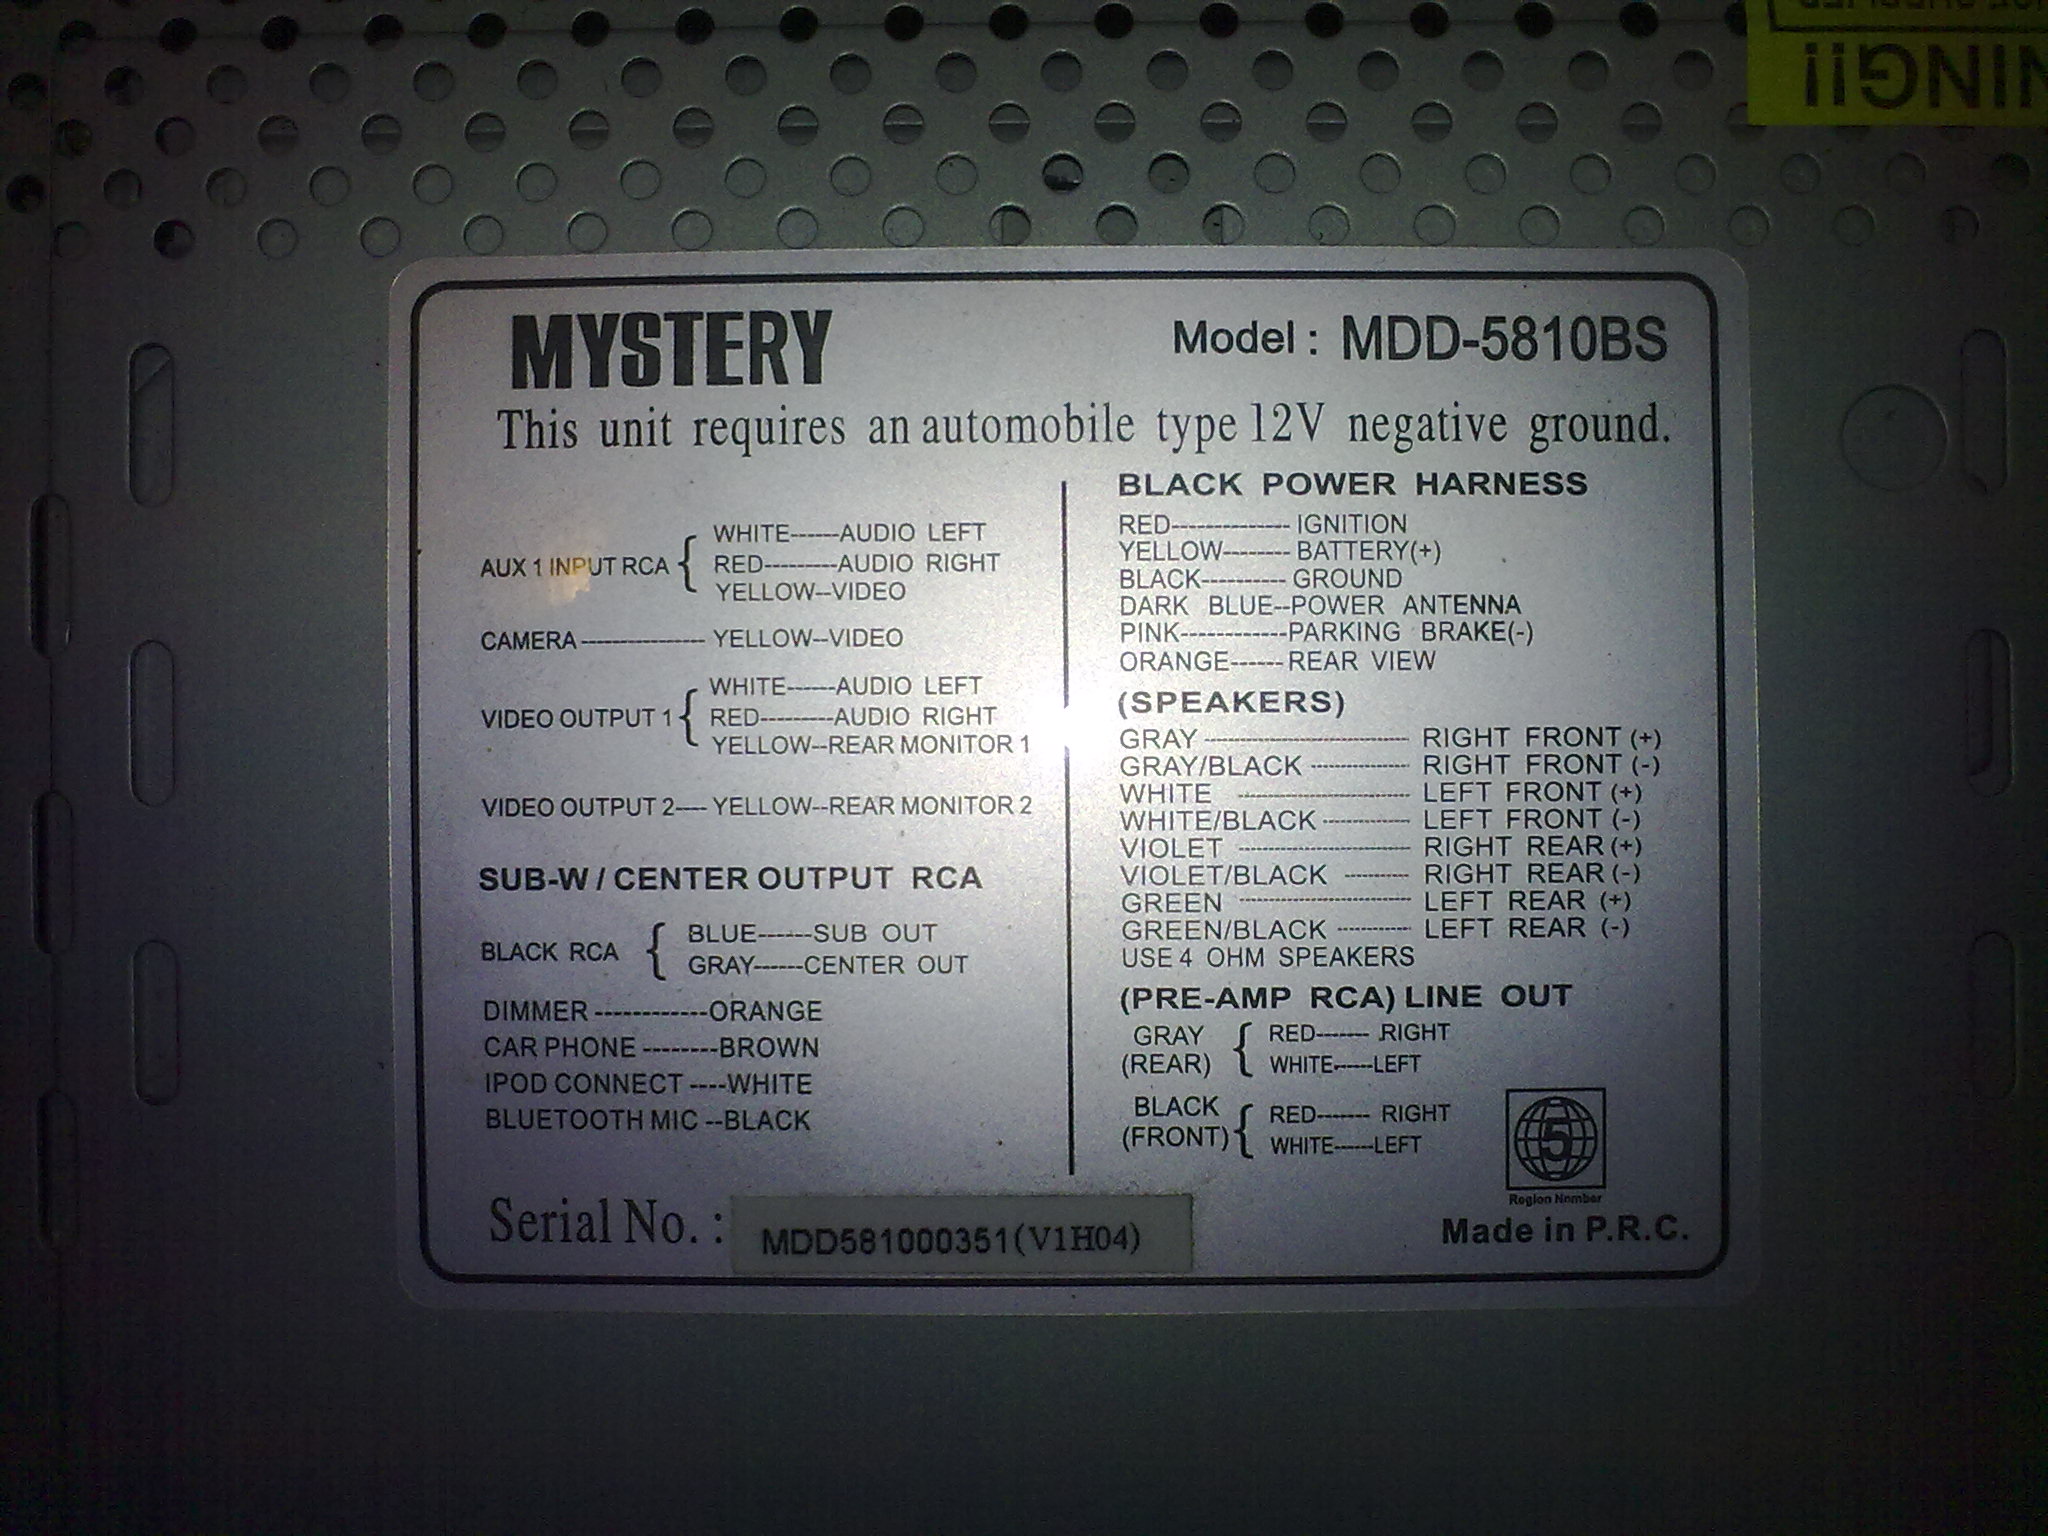 NING!!
MYSTERY
Model : MDD-5810BS
This unit requires an automobile type 12V negative ground.
AUX 1 INPUT RCA { WHITE------AUDIO LEFT
RED---------AUDIO RIGHT
YELLOW--VIDEO
CAMERA --------------- YELLOW--VIDEO
VIDEO OUTPUT 1 { WHITE------AUDIO LEFT
RED---------AUDIO RIGHT
YELLOW--REAR MONITOR 1
VIDEO OUTPUT 2---- YELLOW--REAR MONITOR 2
SUB-W / CENTER OUTPUT RCA
BLACK RCA { BLUE------SUB OUT
GRAY------CENTER OUT
DIMMER ------------ORANGE
CAR PHONE --------BROWN
IPOD CONNECT ----WHITE
BLUETOOTH MIC --BLACK
BLACK POWER HARNESS
RED-------------- IGNITION
YELLOW-------- BATTERY(+)
BLACK---------- GROUND
DARK BLUE--POWER ANTENNA
PINK------------PARKING BRAKE(-)
ORANGE------ REAR VIEW
(SPEAKERS)
GRAY ---------------------- RIGHT FRONT (+)
GRAY/BLACK ------------ RIGHT FRONT (-)
WHITE -------------------- LEFT FRONT (+)
WHITE/BLACK ----------- LEFT FRONT (-)
VIOLET -------------------- RIGHT REAR (+)
VIOLET/BLACK --------- RIGHT REAR (-)
GREEN -------------------- LEFT REAR (+)
GREEN/BLACK ---------- LEFT REAR (-)
USE 4 OHM SPEAKERS
(PRE-AMP RCA) LINE OUT
GRAY (REAR) { RED------- RIGHT
WHITE------LEFT
BLACK (FRONT) { RED------- RIGHT
WHITE------LEFT
5
Region Nnmber
Made in P.R.C.
Serial No. : MDD581000351(V1H04)